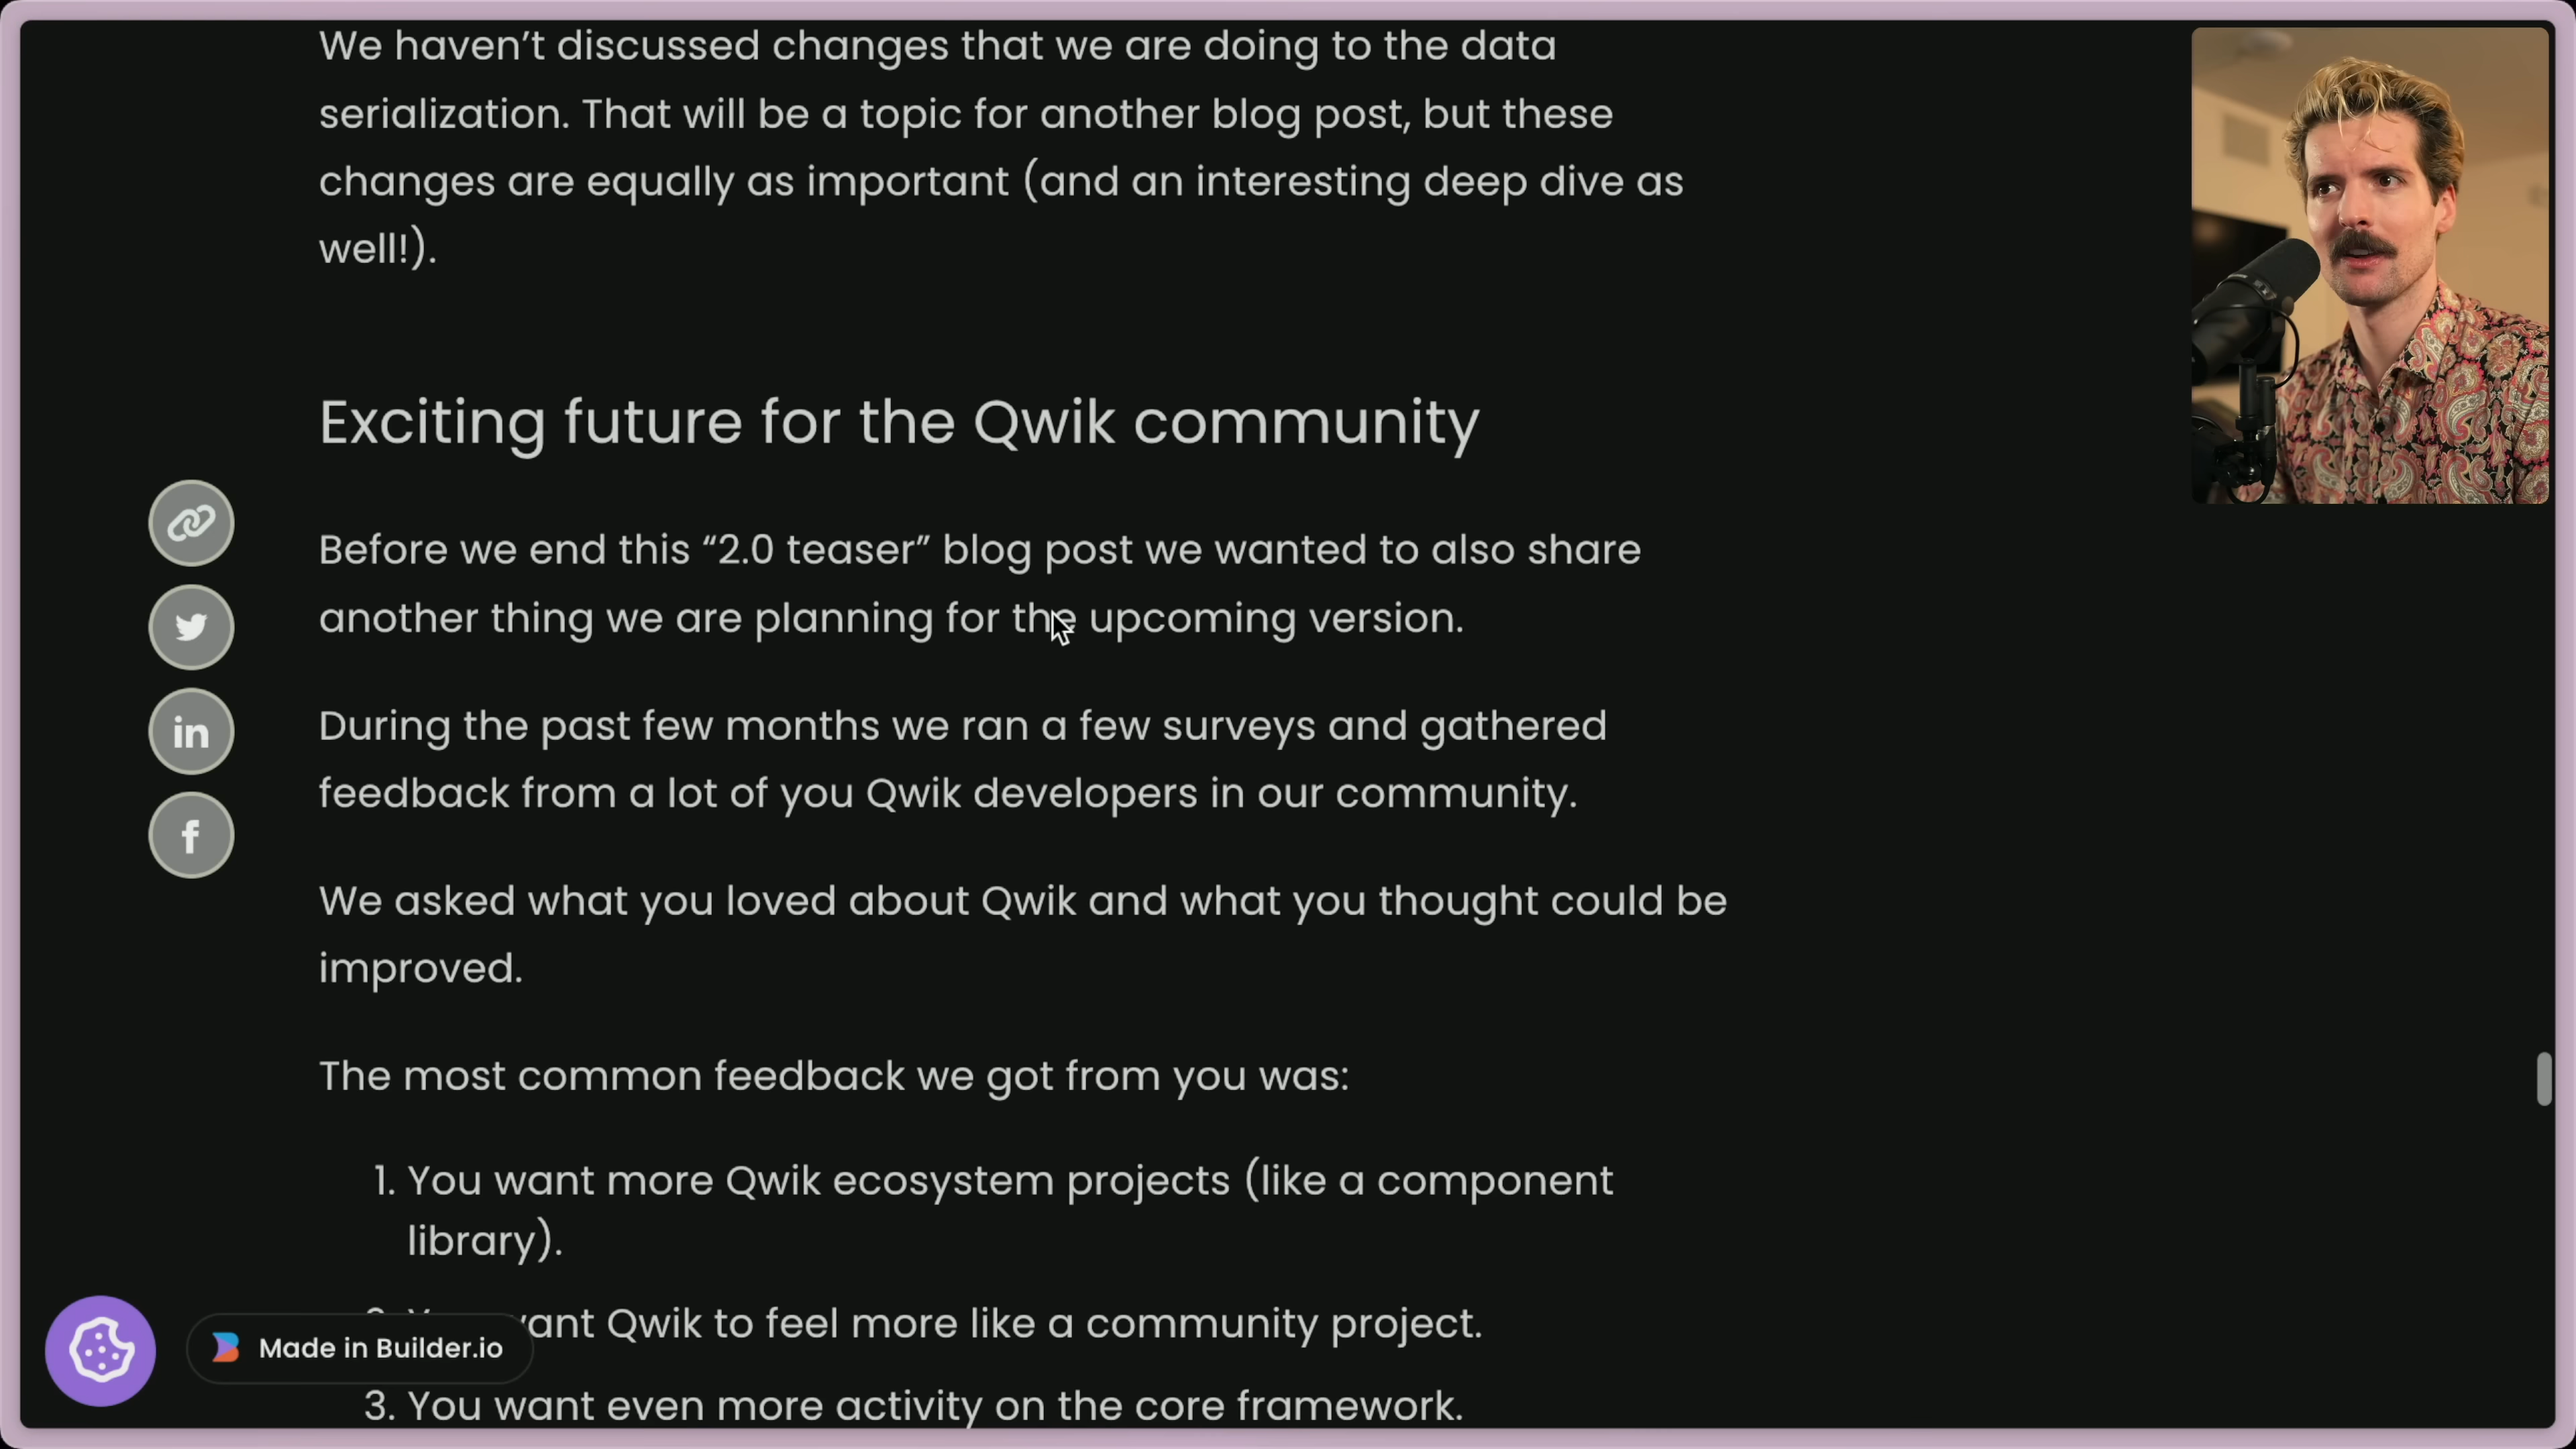 We haven’t discussed changes that we are doing to the data
serialization. That will be a topic for another blog post, but these
changes are equally as important (and an interesting deep dive as
well!).
Exciting future for the Qwik community
Before we end this “2.0 teaser” blog post we wanted to also share
another thing we are planning for the upcoming version.
During the past few months we ran a few surveys and gathered
feedback from a lot of you Qwik developers in our community.
We asked what you loved about Qwik and what you thought could be
improved.
The most common feedback we got from you was:
1. You want more Qwik ecosystem projects (like a component
library).
Qwik to feel more like a community project.
Made in Builder.io
3. You want even more activity on the core framework.
in
f